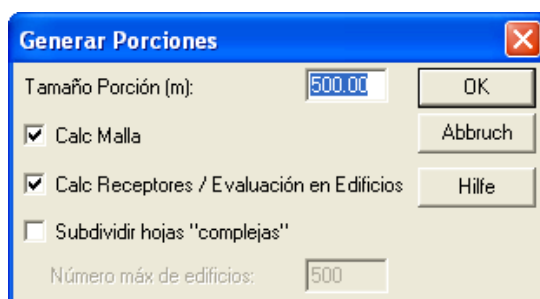 Generar Porciones
Tamaño Porción (m): 500.00 OK
Calc Malla Abbruch
Calc Receptores / Evaluación en Edificios Hilfe
Subdividir hojas "complejas"
Número máx de edificios: 500